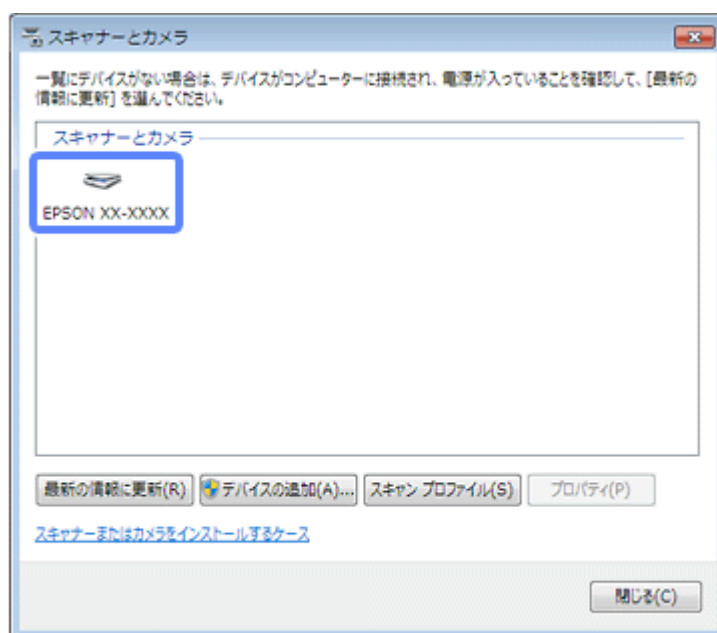 スキャナーとカメラ
一覧にデバイスがない場合は、デバイスがコンピューターに接続され、電源が入っていることを確認して、[最新の
情報に更新] を選んでください。
スキャナーとカメラ
EPSON XX-XXXX
最新の情報に更新(R) デバイスの追加(A)... スキャン プロファイル(S) プロパティ(P)
スキャナーまたはカメラをインストールするケース
閉じる(C)